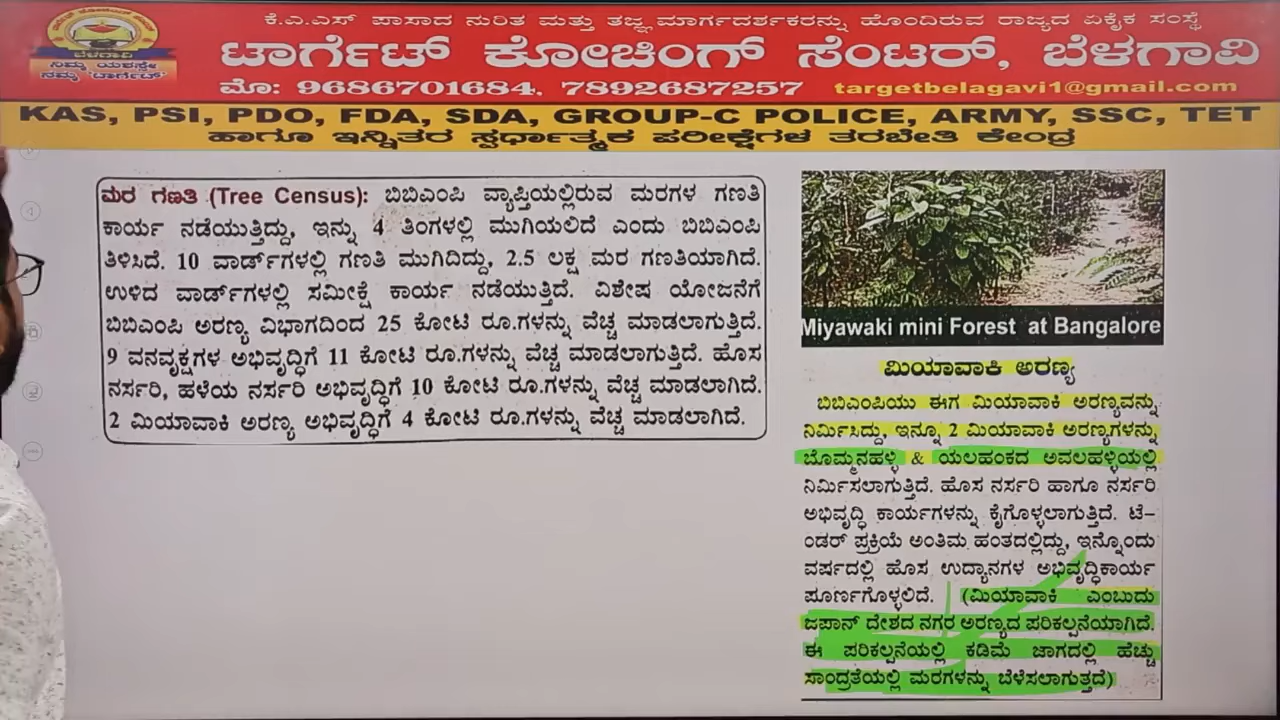 ಕೆ.ಎ.ಎಸ್ ಪಾಸಾದ ನುರಿತ ಮತ್ತು ತಜ್ಞ ಮಾರ್ಗದರ್ಶಕರನ್ನು ಹೊಂದಿರುವ ರಾಜ್ಯದ ಏಕೈಕ ಸಂಸ್ಥೆ
ಟಾರ್ಗೆಟ್ ಕೋಚಿಂಗ್ ಸೆಂಟರ್, ಬೆಳಗಾವಿ
ಬೆಳಗಾವಿ
ನಿಮ್ಮ ಯಶಸ್ಸೇ
ನಮ್ಮ 'ಟಾರ್ಗೆಟ್'
ಮೊ: 9686701684, 7892687257 targetbelagavi1@gmail.com
KAS, PSI, PDO, FDA, SDA, GROUP-C POLICE, ARMY, SSC, TET
ಹಾಗೂ ಇನ್ನಿತರ ಸ್ಪರ್ಧಾತ್ಮಕ ಪರೀಕ್ಷೆಗಳ ತರಬೇತಿ ಕೇಂದ್ರ
ಮರ ಗಣತಿ (Tree Census): ಬಿಬಿಎಂಪಿ ವ್ಯಾಪ್ತಿಯಲ್ಲಿರುವ ಮರಗಳ ಗಣತಿ
ಕಾರ್ಯ ನಡೆಯುತ್ತಿದ್ದು, ಇನ್ನು 4 ತಿಂಗಳಲ್ಲಿ ಮುಗಿಯಲಿದೆ ಎಂದು ಬಿಬಿಎಂಪಿ
ತಿಳಿಸಿದೆ. 10 ವಾರ್ಡ್‌ಗಳಲ್ಲಿ ಗಣತಿ ಮುಗಿದಿದ್ದು, 2.5 ಲಕ್ಷ ಮರ ಗಣತಿಯಾಗಿದೆ.
ಉಳಿದ ವಾರ್ಡ್‌ಗಳಲ್ಲಿ ಸಮೀಕ್ಷೆ ಕಾರ್ಯ ನಡೆಯುತ್ತಿದೆ. ವಿಶೇಷ ಯೋಜನೆಗೆ
ಬಿಬಿಎಂಪಿ ಅರಣ್ಯ ವಿಭಾಗದಿಂದ 25 ಕೋಟಿ ರೂ.ಗಳನ್ನು ವೆಚ್ಚ ಮಾಡಲಾಗುತ್ತಿದೆ.
9 ವನವೃಕ್ಷಗಳ ಅಭಿವೃದ್ಧಿಗೆ 11 ಕೋಟಿ ರೂ.ಗಳನ್ನು ವೆಚ್ಚ ಮಾಡಲಾಗುತ್ತಿದೆ. ಹೊಸ
ನರ್ಸರಿ, ಹಳೆಯ ನರ್ಸರಿ ಅಭಿವೃದ್ಧಿಗೆ 10 ಕೋಟಿ ರೂ.ಗಳನ್ನು ವೆಚ್ಚ ಮಾಡಲಾಗಿದೆ.
2 ಮಿಯಾವಾಕಿ ಅರಣ್ಯ ಅಭಿವೃದ್ಧಿಗೆ 4 ಕೋಟಿ ರೂ.ಗಳನ್ನು ವೆಚ್ಚ ಮಾಡಲಾಗಿದೆ.
Miyawaki mini Forest at Bangalore
ಮಿಯಾವಾಕಿ ಅರಣ್ಯ
ಬಿಬಿಎಂಪಿಯು ಈಗ ಮಿಯಾವಾಕಿ ಅರಣ್ಯವನ್ನು
ನಿರ್ಮಿಸಿದ್ದು, ಇನ್ನೂ 2 ಮಿಯಾವಾಕಿ ಅರಣ್ಯಗಳನ್ನು
ಬೊಮ್ಮನಹಳ್ಳಿ & ಯಲಹಂಕದ ಅವಲಹಳ್ಳಿಯಲ್ಲಿ
ನಿರ್ಮಿಸಲಾಗುತ್ತಿದೆ. ಹೊಸ ನರ್ಸರಿ ಹಾಗೂ ನರ್ಸರಿ
ಅಭಿವೃದ್ಧಿ ಕಾರ್ಯಗಳನ್ನು ಕೈಗೊಳ್ಳಲಾಗುತ್ತಿದೆ. ಟೆ-
ಂಡರ್ ಪ್ರಕ್ರಿಯೆ ಅಂತಿಮ ಹಂತದಲ್ಲಿದ್ದು, ಇನ್ನೊಂದು
ವರ್ಷದಲ್ಲಿ ಹೊಸ ಉದ್ಯಾನಗಳ ಅಭಿವೃದ್ಧಿಕಾರ್ಯ
ಪೂರ್ಣಗೊಳ್ಳಲಿದೆ. (ಮಿಯಾವಾಕಿ ಎಂಬುದು
ಜಪಾನ್ ದೇಶದ ನಗರ ಅರಣ್ಯದ ಪರಿಕಲ್ಪನೆಯಾಗಿದೆ.
ಈ ಪರಿಕಲ್ಪನೆಯಲ್ಲಿ ಕಡಿಮೆ ಜಾಗದಲ್ಲಿ ಹೆಚ್ಚು
ಸಾಂದ್ರತೆಯಲ್ಲಿ ಮರಗಳನ್ನು ಬೆಳೆಸಲಾಗುತ್ತದೆ)